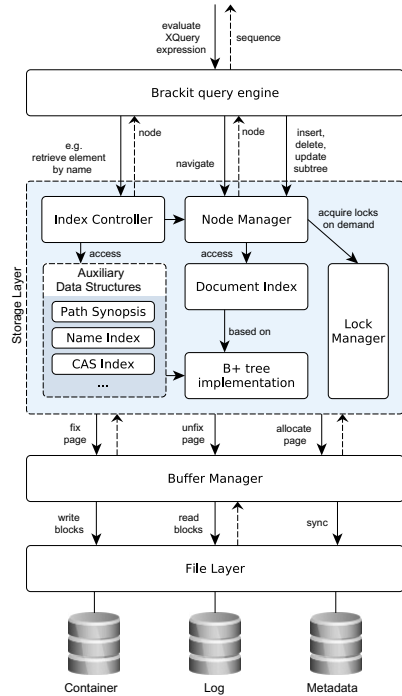 evaluate
XQuery
expression
sequence
Brackit query engine
e.g.
retrieve element
by name
node
navigate
node
insert,
delete,
update
subtree
Storage Layer
Index Controller
Node Manager
acquire locks
on demand
access
access
Auxiliary
Data Structures
Path Synopsis
Name Index
CAS Index
...
Document Index
based on
B+ tree
implementation
Lock
Manager
fix
page
unfix
page
allocate
page
Buffer Manager
write
blocks
read
blocks
sync
File Layer
Container
Log
Metadata